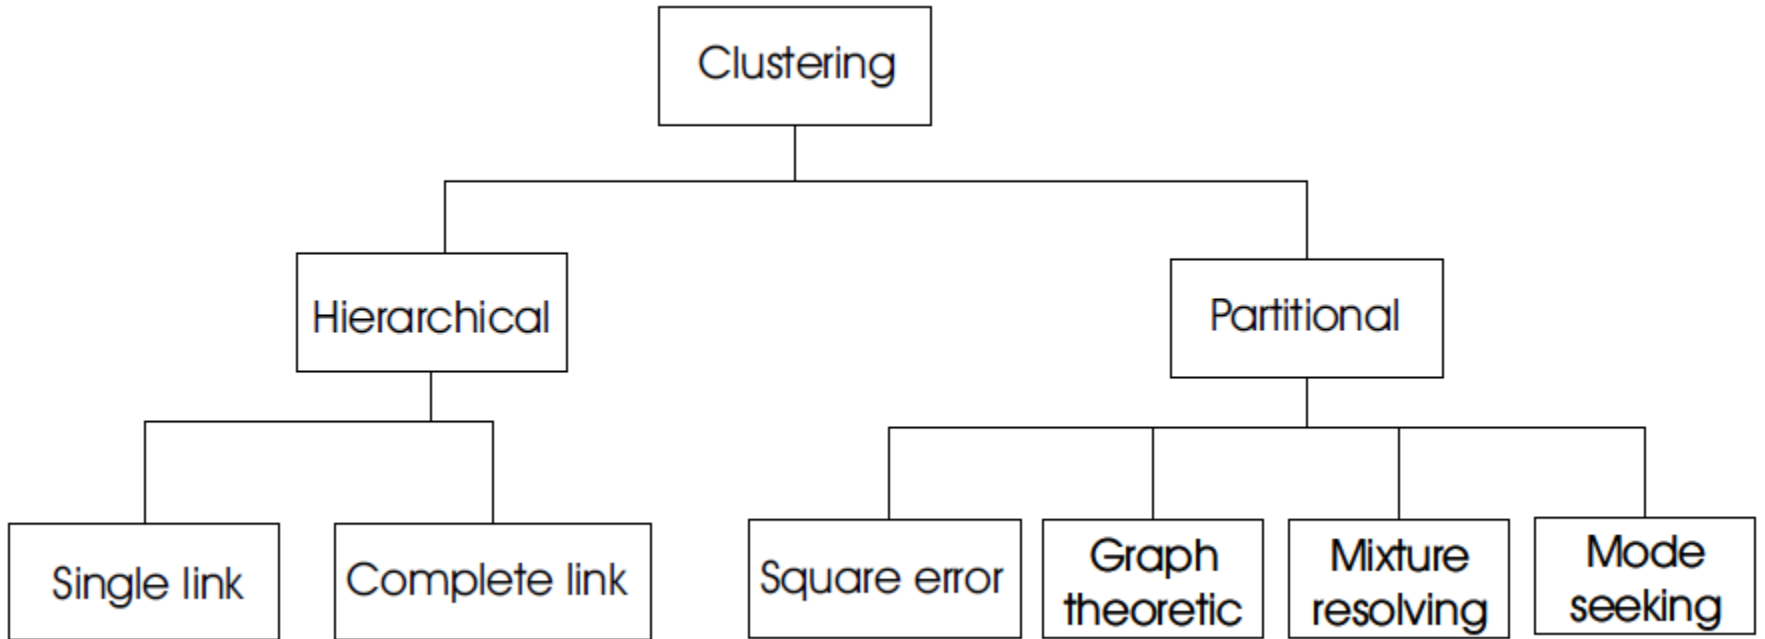 Clustering
Hierarchical
Partitional
Single link
Complete link
Square error
Graph
theoretic
Mixture
resolving
Mode
seeking